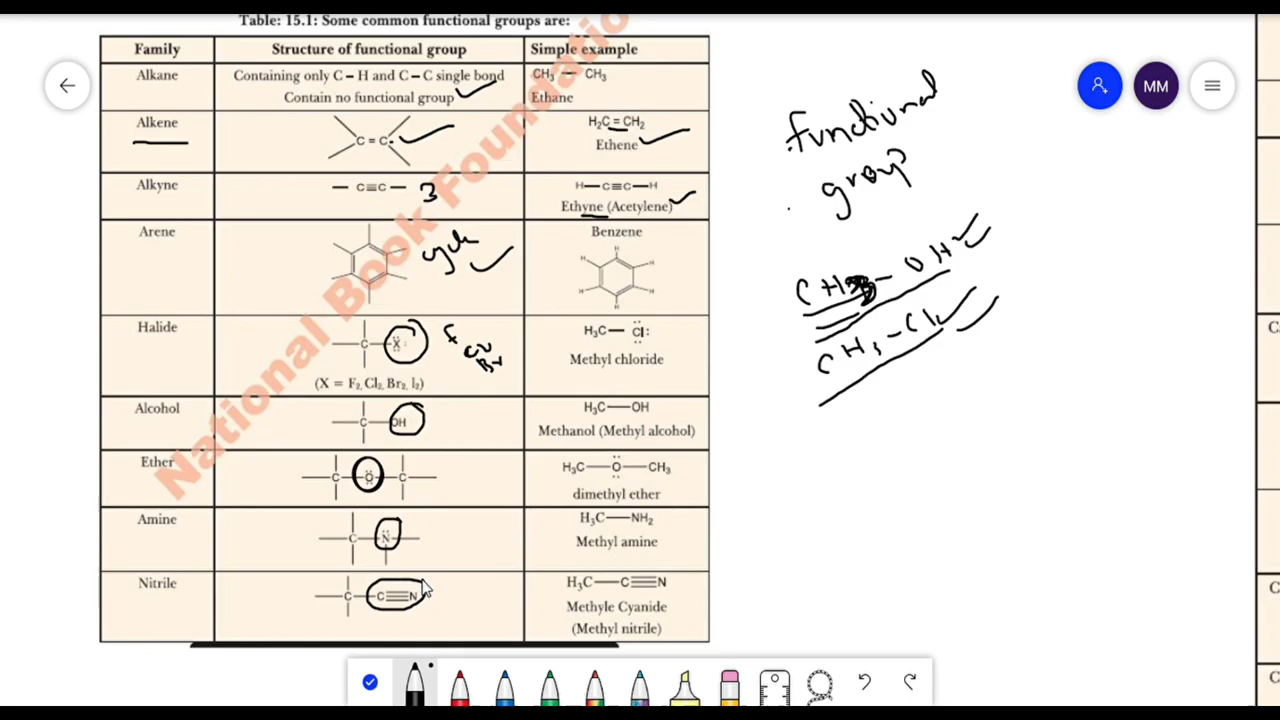 Table: 15.1: Some common functional groups are:
Family Structure of functional group Simple example
Alkane Containing only C – H and C – C single bond CH₃ — CH₃
Contain no functional group Ethane
Alkene C = C H₂C = CH₂
Ethene
Alkyne — C≡C — 3 H—C≡C—H
Ethyne (Acetylene)
Arene Benzene
H H H H H H
Halide C X: H₃C — Cl:
F Cl Br
Methyl chloride
(X = F₂, Cl₂, Br₂, I₂)
Alcohol C OH H₃C—OH
Methanol (Methyl alcohol)
Ether C—O—C H₃C—O—CH₃
dimethyl ether
Amine C N H₃C—NH₂
Methyl amine
Nitrile C—C≡N H₃C—C≡N
Methyle Cyanide
(Methyl nitrile)
National Book Foundation
functional
group
CH3 - OH
CH3 - Cl
MM
C
C
C